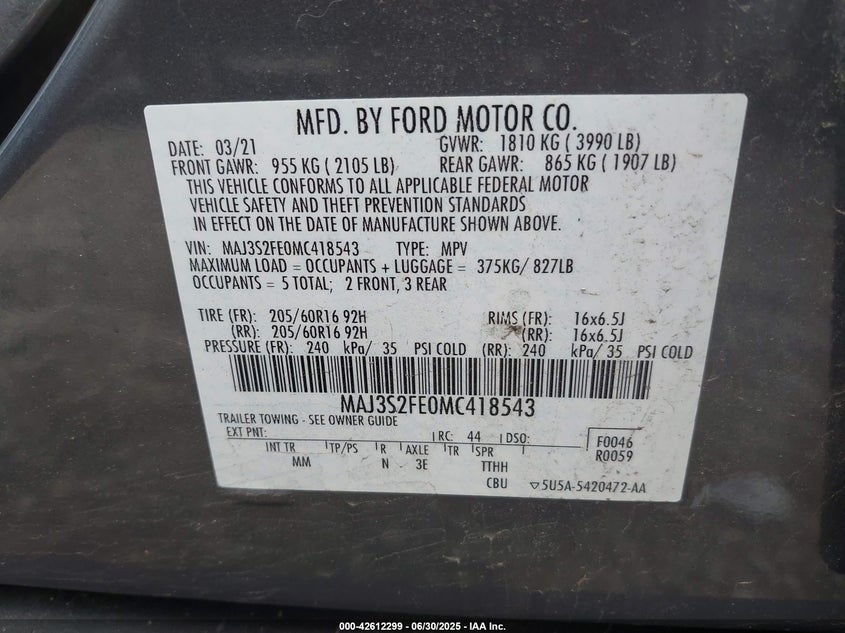 MFD. BY FORD MOTOR CO.
DATE: 03/21 GVWR: 1810 KG ( 3990 LB)
FRONT GAWR: 955 KG ( 2105 LB) REAR GAWR: 865 KG ( 1907 LB)
THIS VEHICLE CONFORMS TO ALL APPLICABLE FEDERAL MOTOR
VEHICLE SAFETY AND THEFT PREVENTION STANDARDS
IN EFFECT ON THE DATE OF MANUFACTURE SHOWN ABOVE.
VIN: MAJ3S2FE0MC418543 TYPE: MPV
MAXIMUM LOAD = OCCUPANTS + LUGGAGE = 375KG/ 827LB
OCCUPANTS = 5 TOTAL; 2 FRONT, 3 REAR
TIRE (FR): 205/60R16 92H RIMS (FR): 16x6.5J
(RR): 205/60R16 92H (RR): 16x6.5J
PRESSURE (FR): 240 kPa/ 35 PSI COLD (RR): 240 kPa/ 35 PSI COLD
MAJ3S2FE0MC418543
TRAILER TOWING - SEE OWNER GUIDE
EXT PNT: RC: 44 DSO: F0046
R0059
INT TR TP/PS R AXLE TR SPR
MM N 3E TTHH
CBU ▽5U5A-5420472-AA
000-42612299 - 06/30/2025 - IAA Inc.